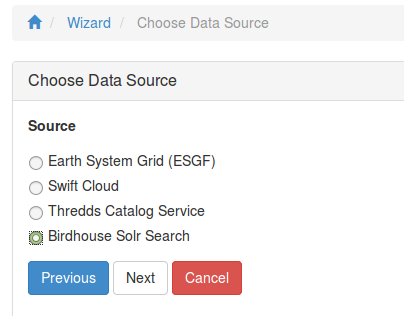 / Wizard / Choose Data Source
Choose Data Source
Source
Earth System Grid (ESGF)
Swift Cloud
Thredds Catalog Service
Birdhouse Solr Search
Previous Next Cancel